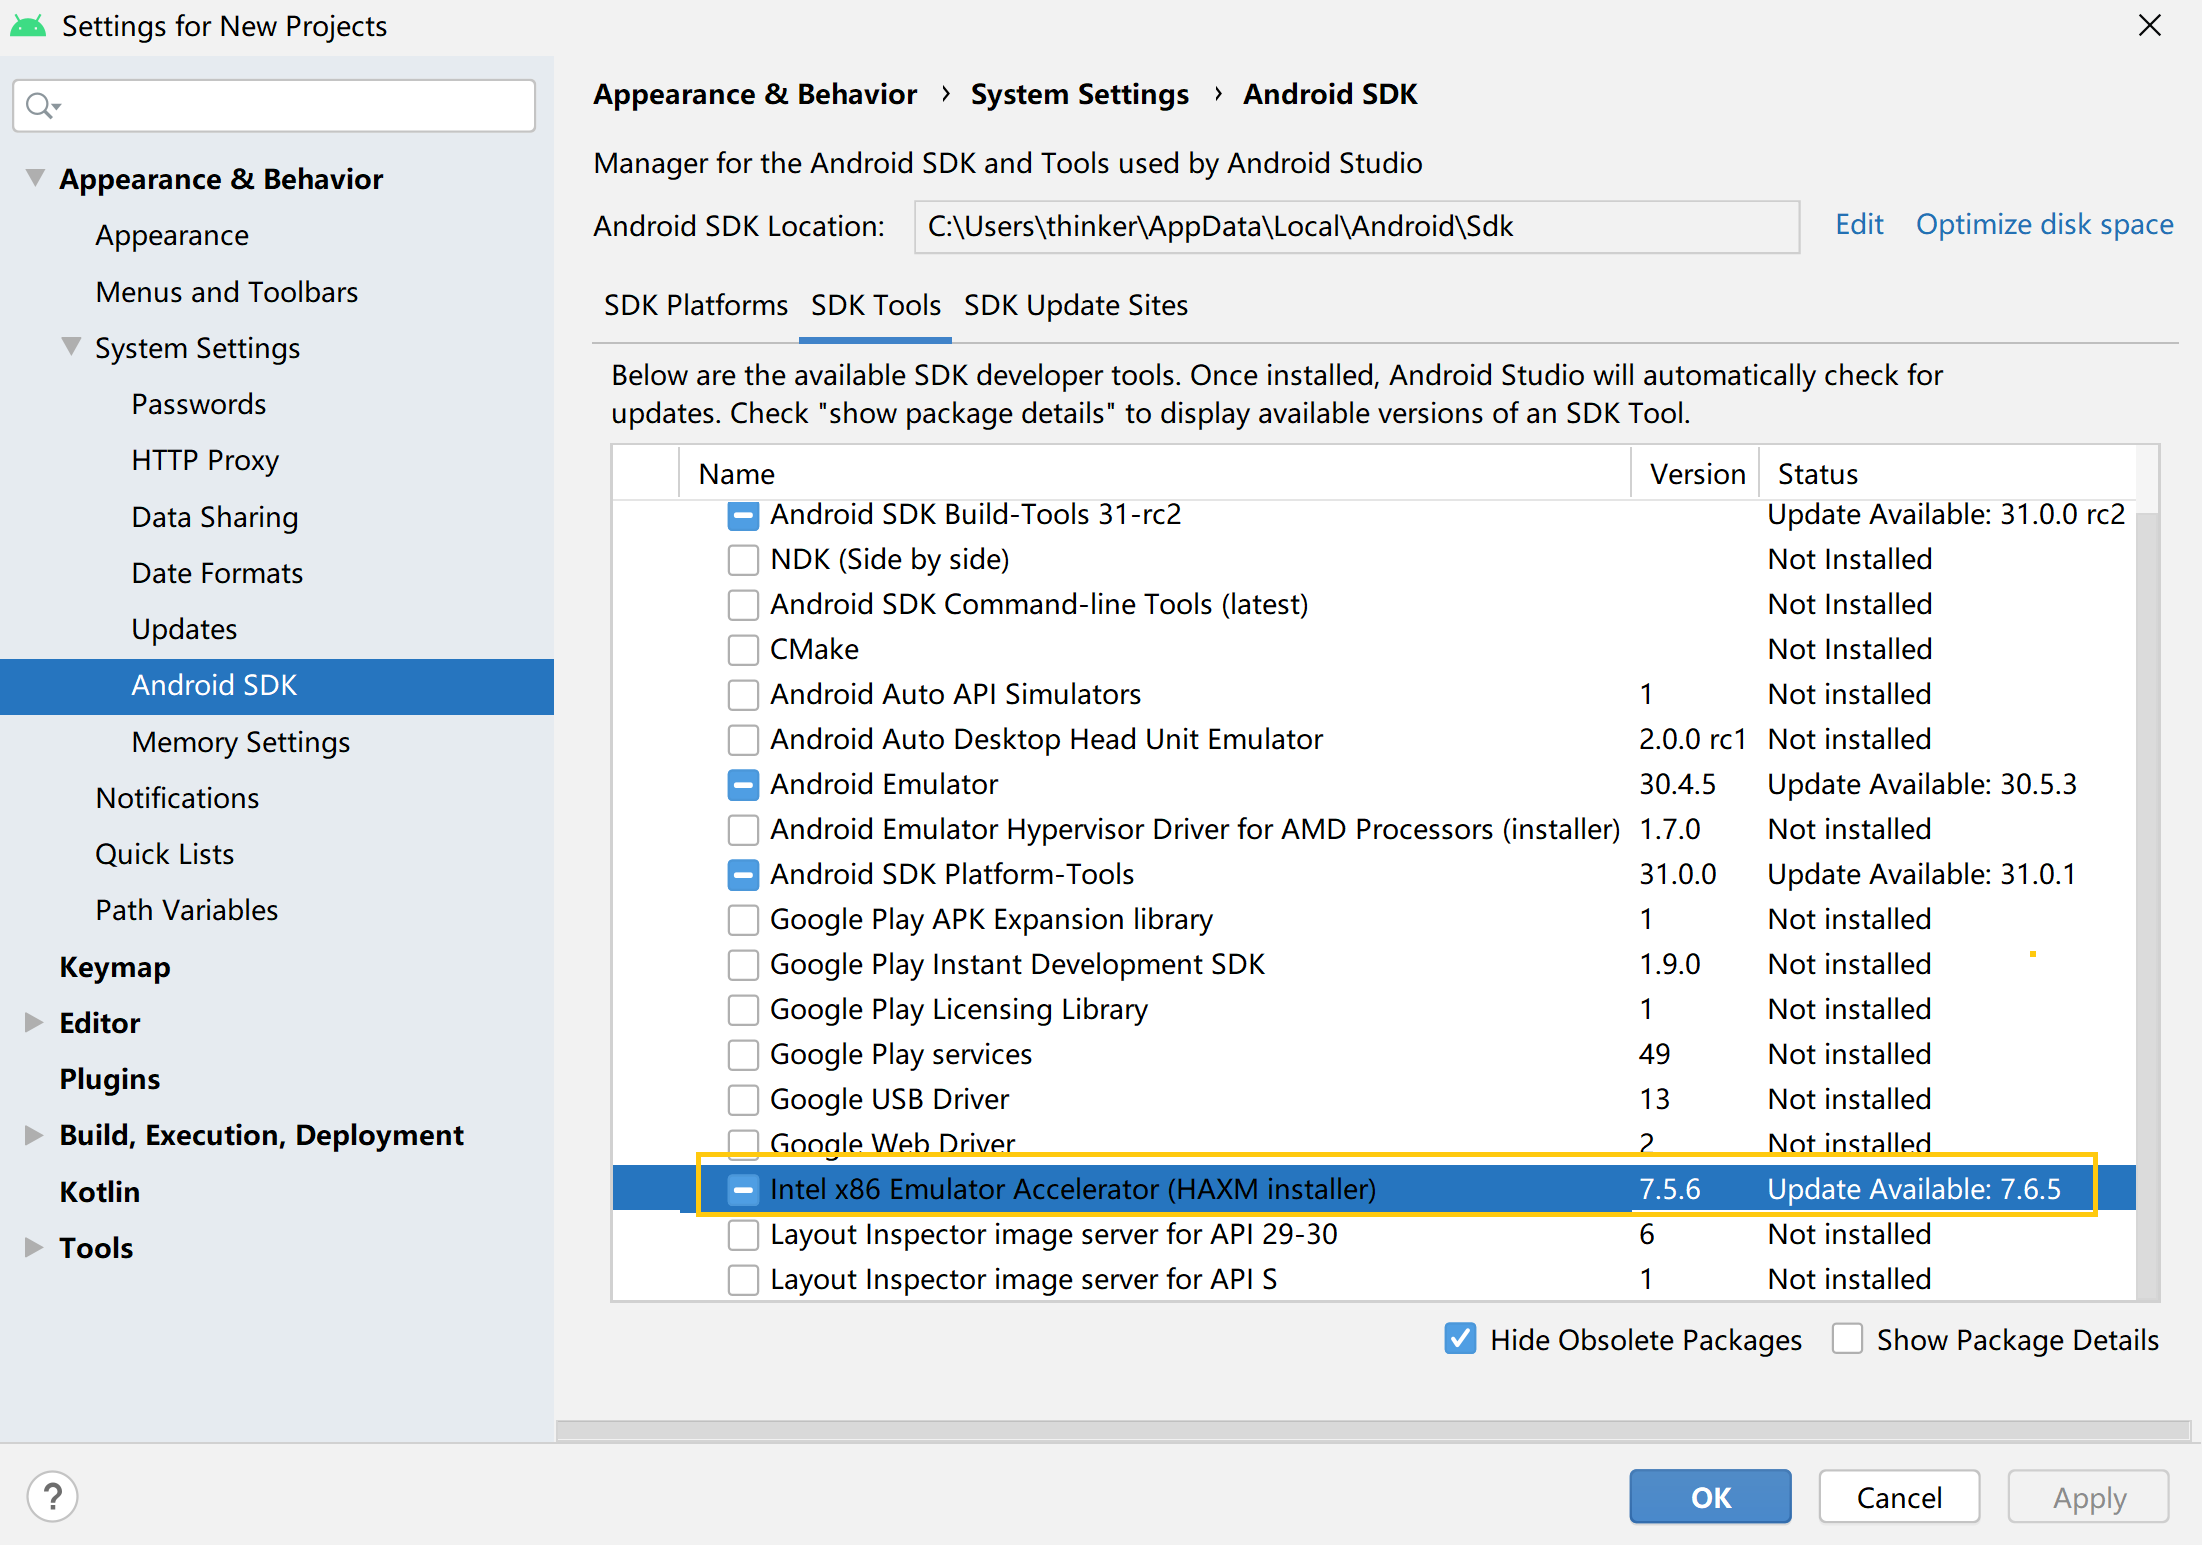 Settings for New Projects
Appearance & Behavior
Appearance
Menus and Toolbars
System Settings
Passwords
HTTP Proxy
Data Sharing
Date Formats
Updates
Android SDK
Memory Settings
Notifications
Quick Lists
Path Variables
Keymap
Editor
Plugins
Build, Execution, Deployment
Kotlin
Tools
Appearance & Behavior › System Settings › Android SDK
Manager for the Android SDK and Tools used by Android Studio
Android SDK Location: C:\Users\thinker\AppData\Local\Android\Sdk Edit Optimize disk space
SDK Platforms SDK Tools SDK Update Sites
Below are the available SDK developer tools. Once installed, Android Studio will automatically check for
updates. Check "show package details" to display available versions of an SDK Tool.
Name Version Status
Android SDK Build-Tools 31-rc2 Update Available: 31.0.0 rc2
NDK (Side by side) Not Installed
Android SDK Command-line Tools (latest) Not Installed
CMake Not Installed
Android Auto API Simulators 1 Not installed
Android Auto Desktop Head Unit Emulator 2.0.0 rc1 Not installed
Android Emulator 30.4.5 Update Available: 30.5.3
Android Emulator Hypervisor Driver for AMD Processors (installer) 1.7.0 Not installed
Android SDK Platform-Tools 31.0.0 Update Available: 31.0.1
Google Play APK Expansion library 1 Not installed
Google Play Instant Development SDK 1.9.0 Not installed
Google Play Licensing Library 1 Not installed
Google Play services 49 Not installed
Google USB Driver 13 Not installed
Google Web Driver 2 Not installed
Intel x86 Emulator Accelerator (HAXM installer) 7.5.6 Update Available: 7.6.5
Layout Inspector image server for API 29-30 6 Not installed
Layout Inspector image server for API S 1 Not installed
Hide Obsolete Packages Show Package Details
? OK Cancel Apply